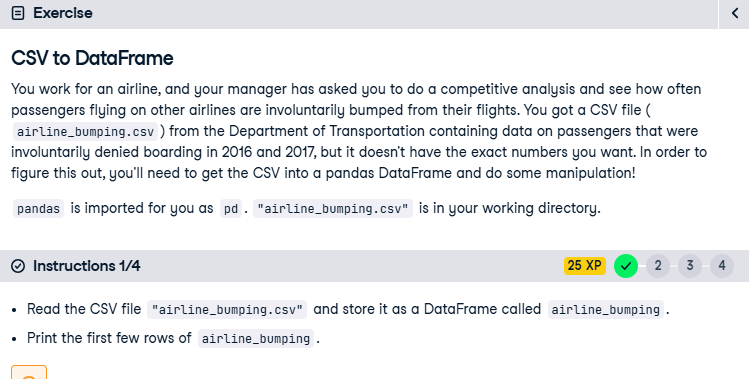 Exercise
CSV to DataFrame
You work for an airline, and your manager has asked you to do a competitive analysis and see how often
passengers flying on other airlines are involuntarily bumped from their flights. You got a CSV file (
airline_bumping.csv ) from the Department of Transportation containing data on passengers that were
involuntarily denied boarding in 2016 and 2017, but it doesn't have the exact numbers you want. In order to
figure this out, you'll need to get the CSV into a pandas DataFrame and do some manipulation!
pandas is imported for you as pd . "airline_bumping.csv" is in your working directory.
Instructions 1/4 25 XP 2 3 4
• Read the CSV file "airline_bumping.csv" and store it as a DataFrame called airline_bumping .
• Print the first few rows of airline_bumping .